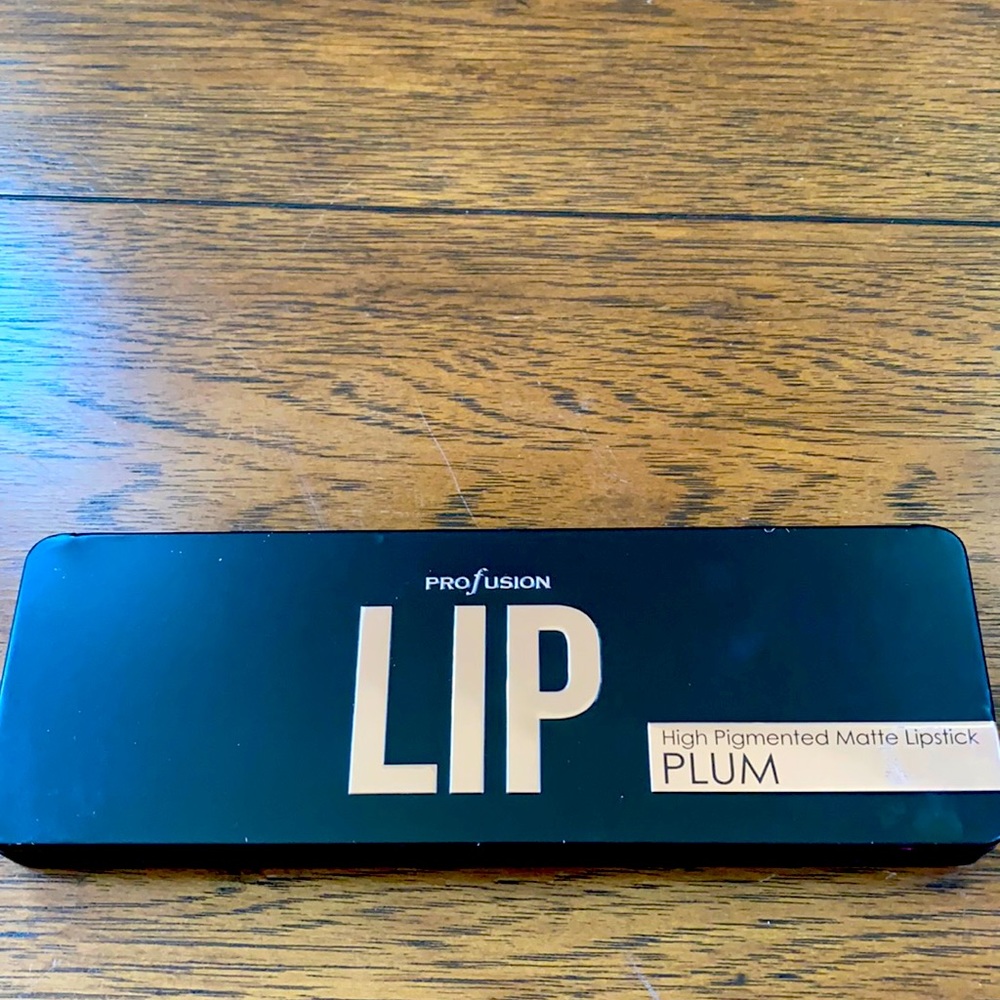 PROfUSION
LIP
High Pigmented Matte Lipstick
PLUM